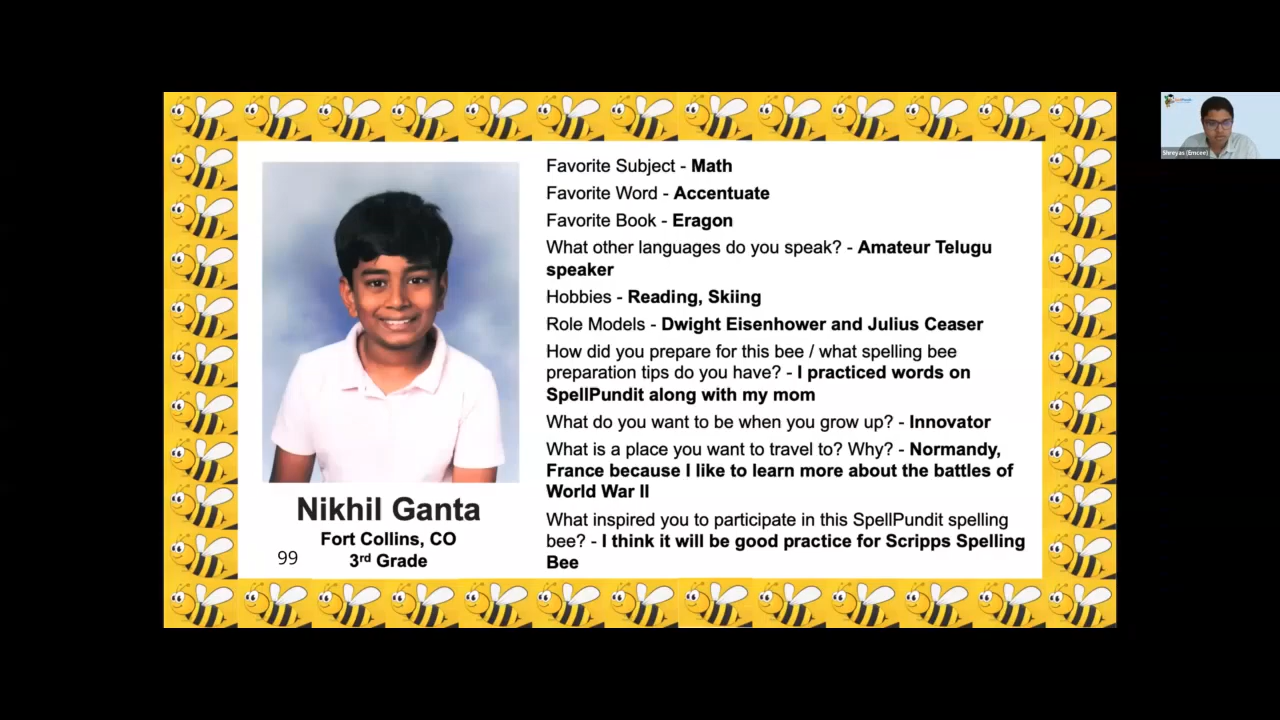 Favorite Subject - Math
Favorite Word - Accentuate
Favorite Book - Eragon
What other languages do you speak? - Amateur Telugu
speaker
Hobbies - Reading, Skiing
Role Models - Dwight Eisenhower and Julius Ceaser
How did you prepare for this bee / what spelling bee
preparation tips do you have? - I practiced words on
SpellPundit along with my mom
What do you want to be when you grow up? - Innovator
What is a place you want to travel to? Why? - Normandy,
France because I like to learn more about the battles of
World War II
What inspired you to participate in this SpellPundit spelling
bee? - I think it will be good practice for Scripps Spelling
Bee
Nikhil Ganta
Fort Collins, CO
3rd Grade
99
Shreyas (Emcee)